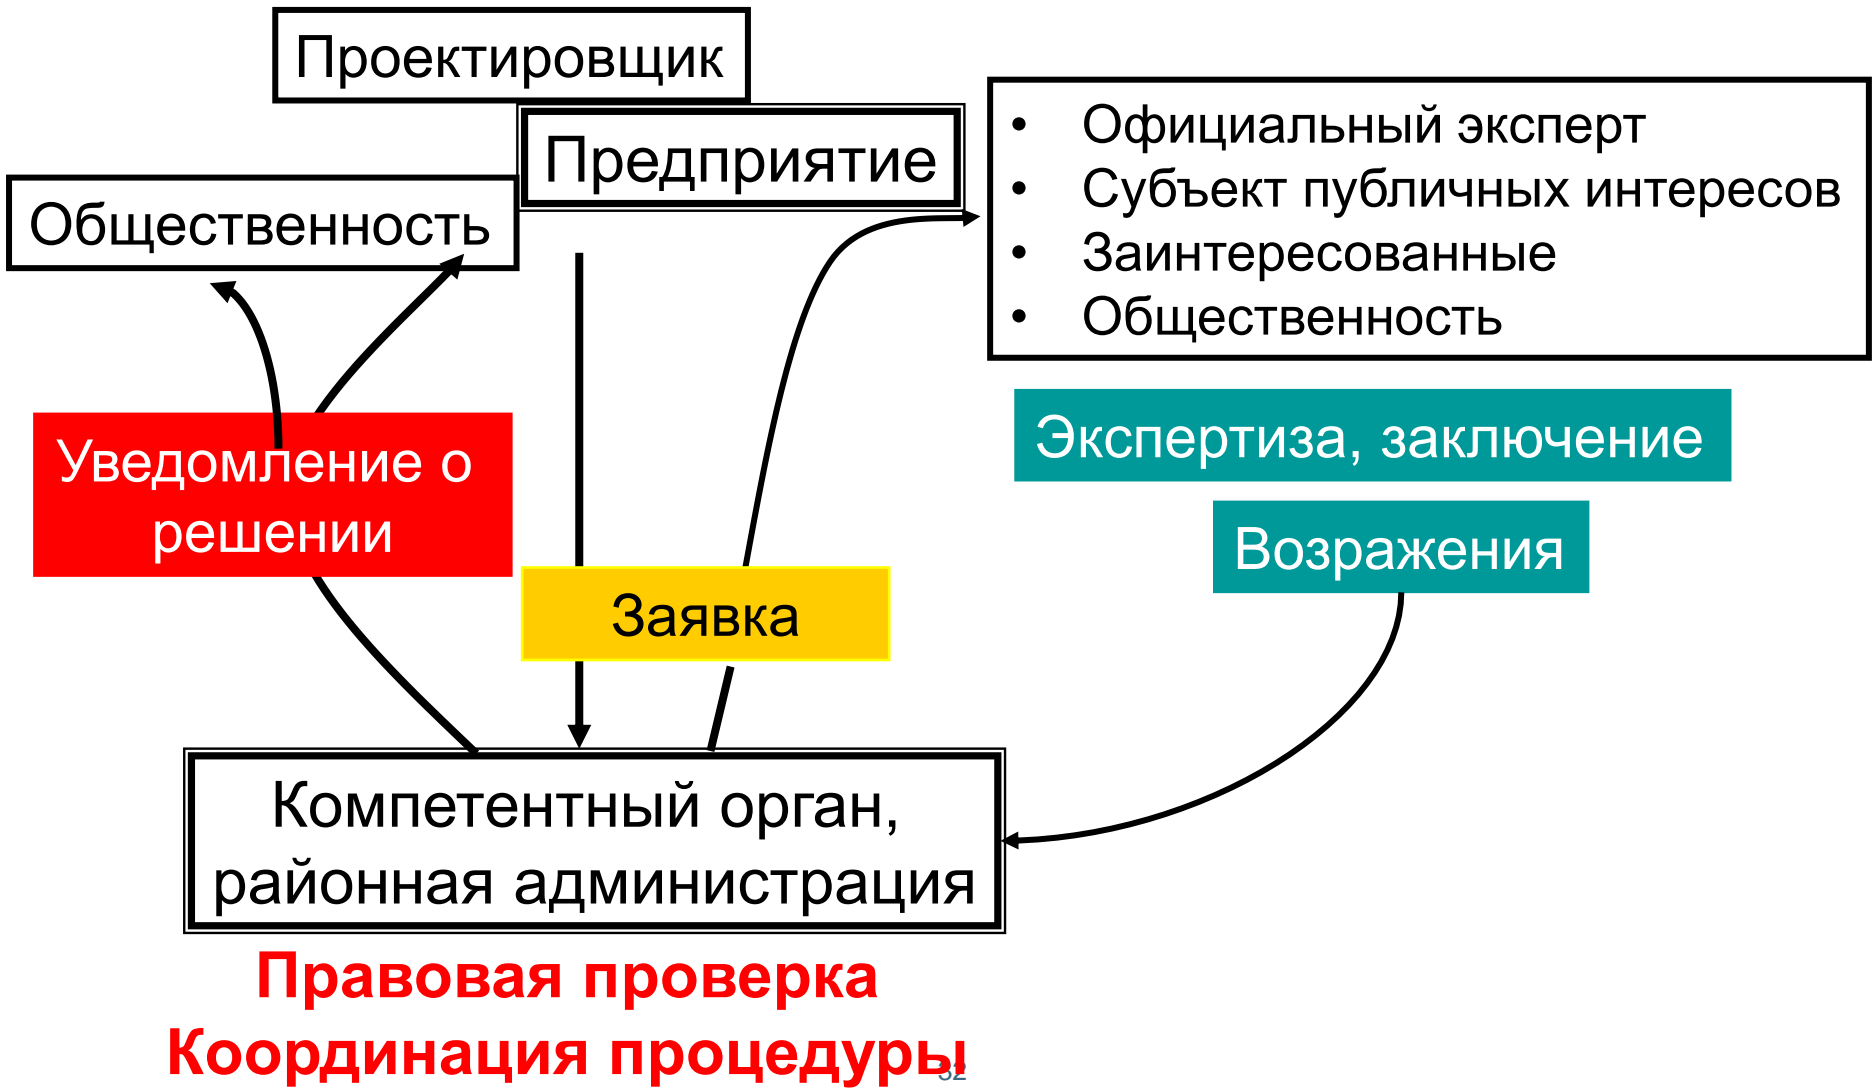 Проектировщик
Предприятие
Общественность
• Официальный эксперт
• Субъект публичных интересов
• Заинтересованные
• Общественность
Экспертиза, заключение
Уведомление о
решении
Возражения
Заявка
Компетентный орган,
районная администрация
Правовая проверка
Координация процедуры
32